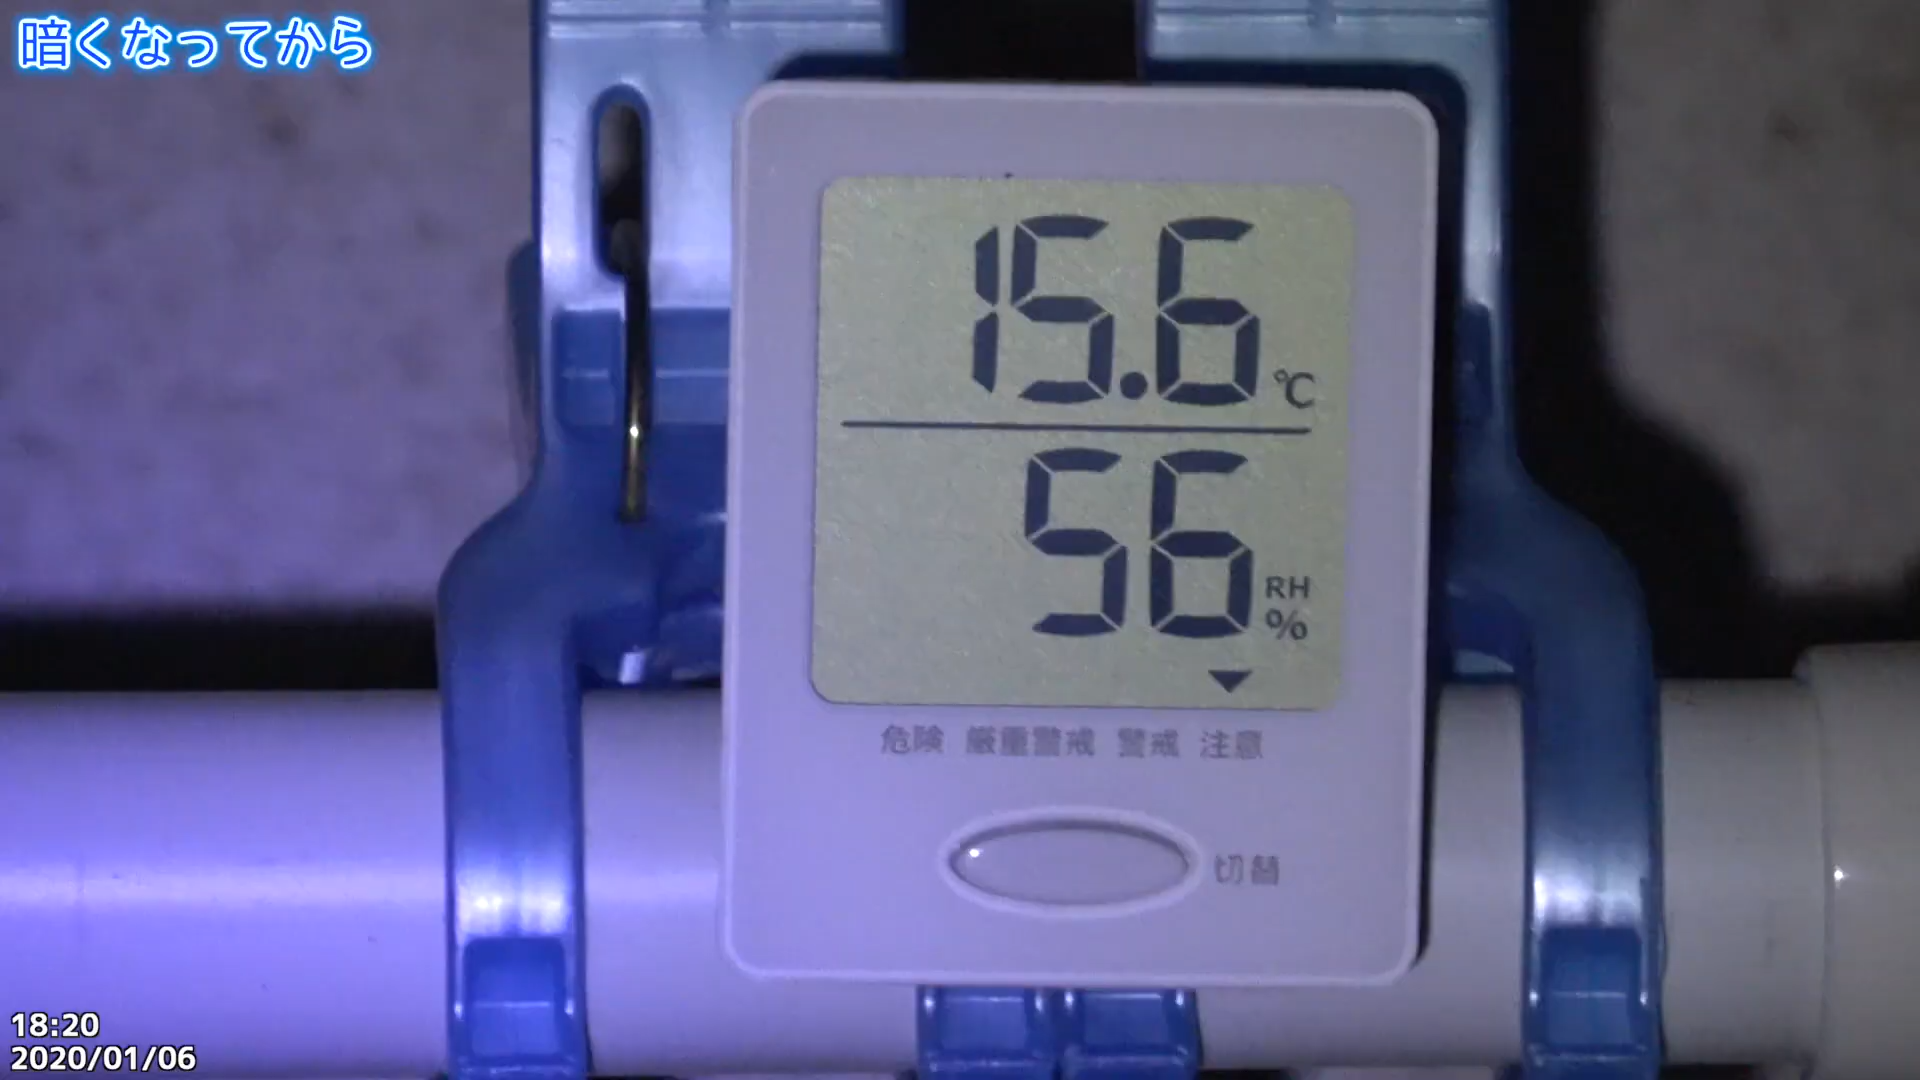 暗くなってから
15.6 ℃
56 RH %
危険 厳重警戒 警戒 注意
切替
18:20
2020/01/06